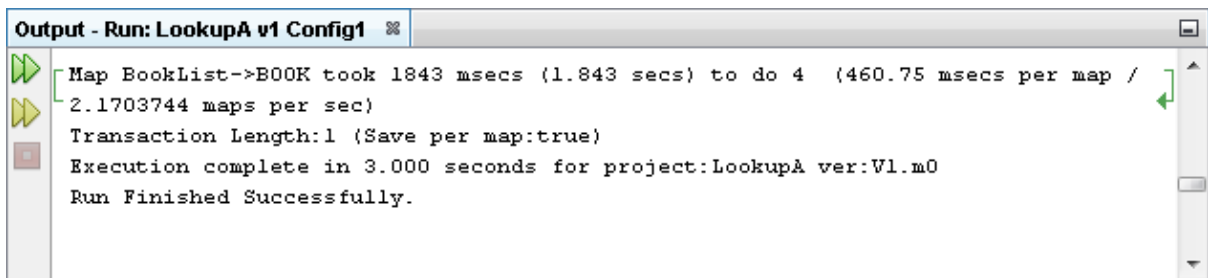 Output - Run: LookupA v1 Config1
Map BookList->BOOK took 1843 msecs (1.843 secs) to do 4  (460.75 msecs per map /
2.1703744 maps per sec)
Transaction Length:1 (Save per map:true)
Execution complete in 3.000 seconds for project:LookupA ver:V1.m0
Run Finished Successfully.